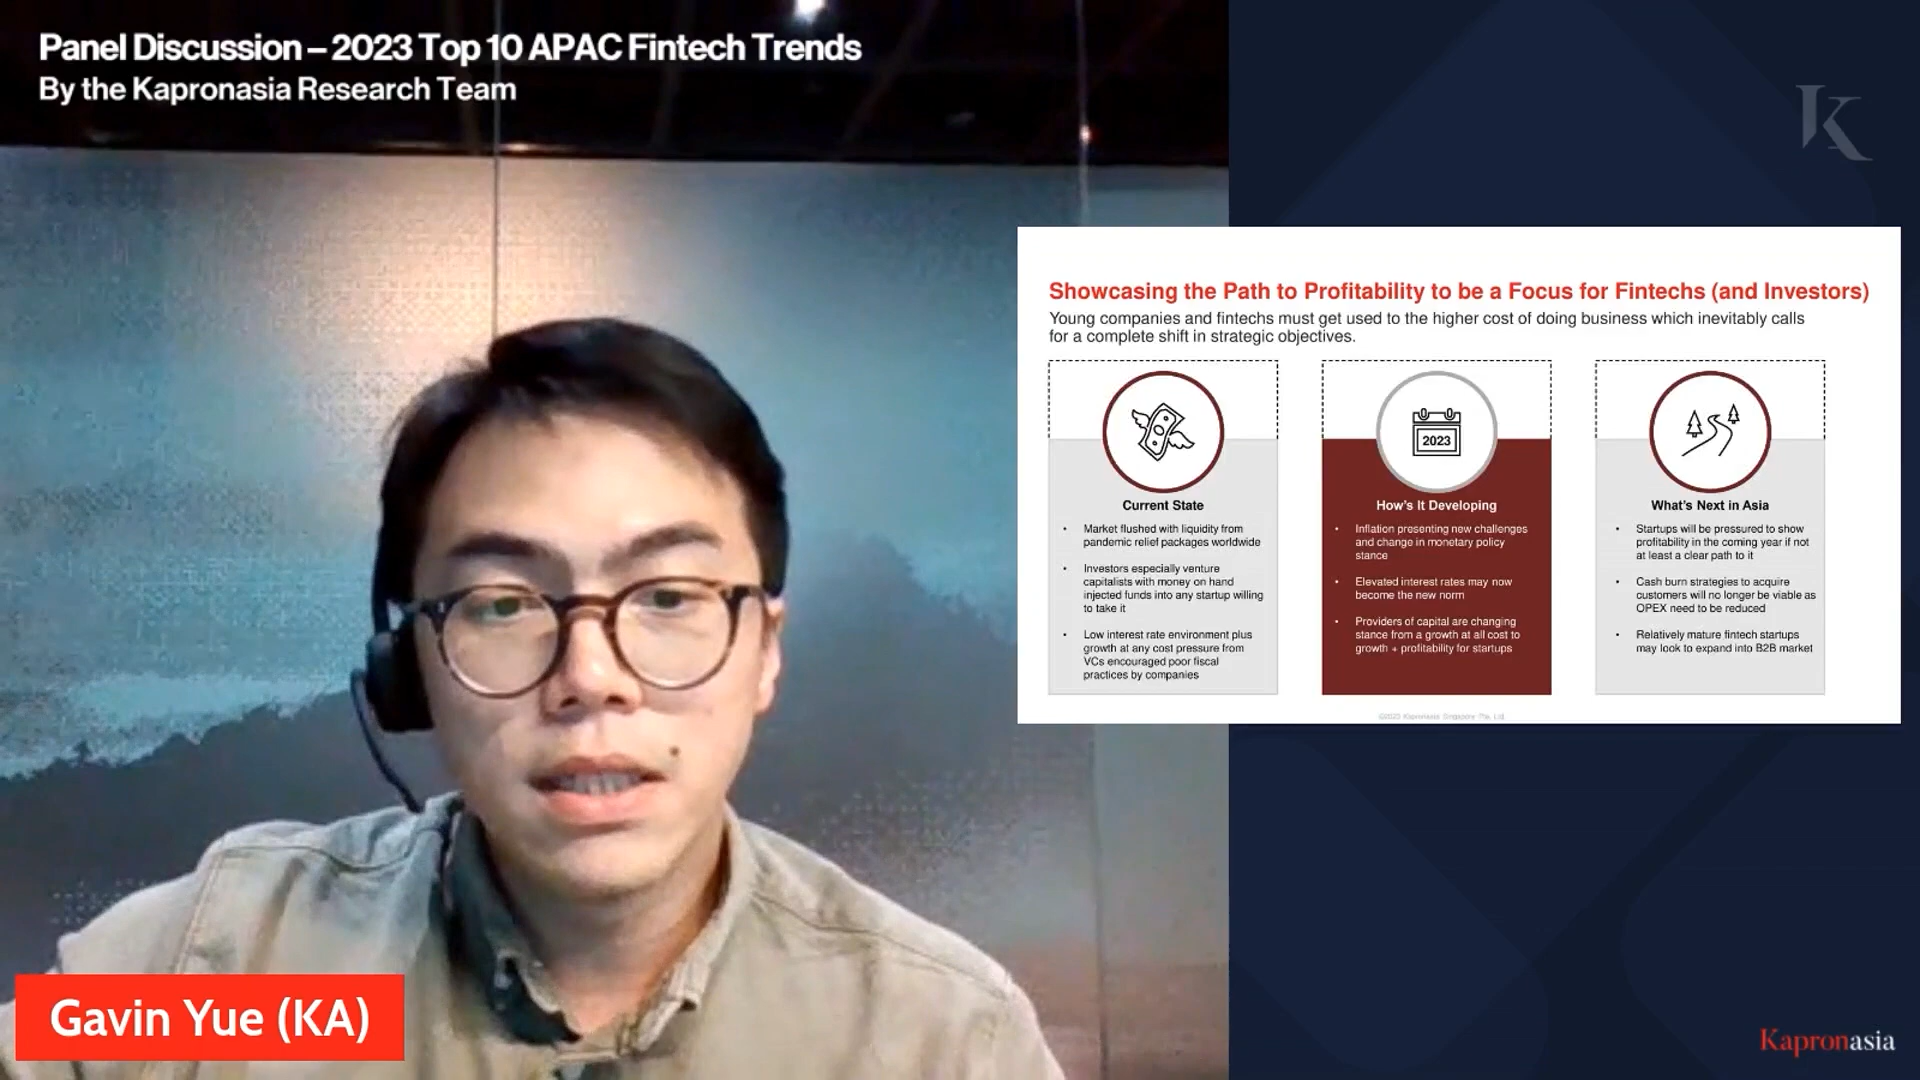 Panel Discussion – 2023 Top 10 APAC Fintech Trends
By the Kapronasia Research Team
K
Showcasing the Path to Profitability to be a Focus for Fintechs (and Investors)
Young companies and fintechs must get used to the higher cost of doing business which inevitably calls
for a complete shift in strategic objectives.
Current State
• Market flushed with liquidity from
pandemic relief packages worldwide
• Investors especially venture
capitalists with money on hand
injected funds into any startup willing
to take it
• Low interest rate environment plus
growth at any cost pressure from
VCs encouraged poor fiscal
practices by companies
2023
How's It Developing
• Inflation presenting new challenges
and change in monetary policy
stance
• Elevated interest rates may now
become the new norm
• Providers of capital are changing
stance from a growth at all cost to
growth + profitability for startups
What's Next in Asia
• Startups will be pressured to show
profitability in the coming year if not
at least a clear path to it
• Cash burn strategies to acquire
customers will no longer be viable as
OPEX need to be reduced
• Relatively mature fintech startups
may look to expand into B2B market
©2023 Kapronasia Singapore Pte. Ltd.
Gavin Yue (KA)
Kapronasia